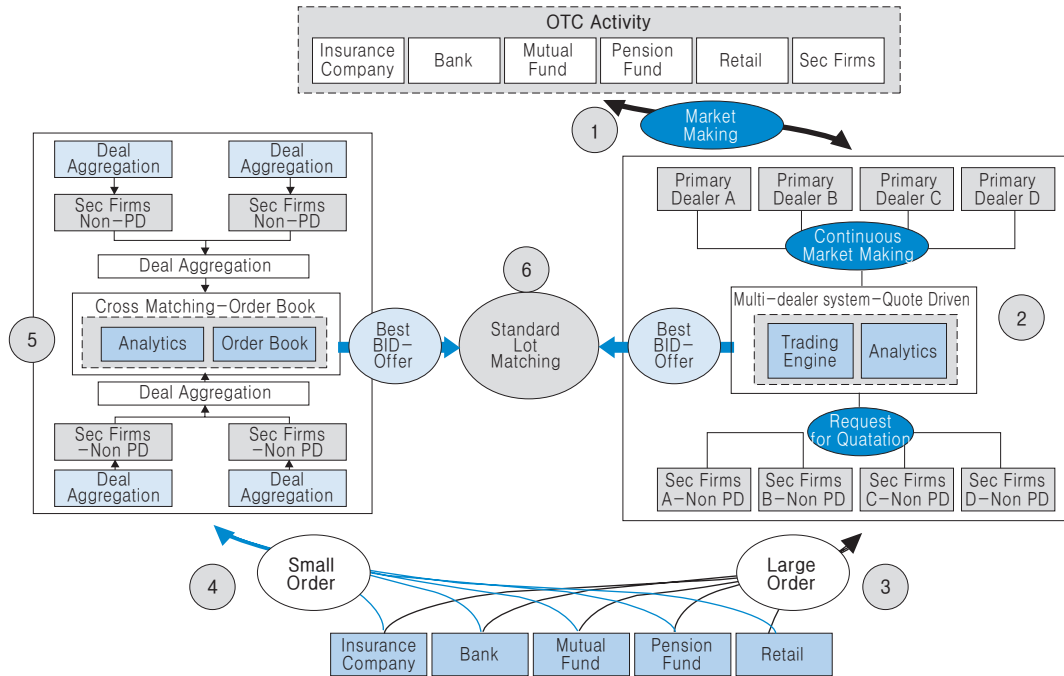 OTC Activity
Insurance
Company
Bank
Mutual
Fund
Pension
Fund
Retail
Sec Firms
1
Market
Making
Deal
Aggregation
Deal
Aggregation
Sec Firms
Non-PD
Sec Firms
Non-PD
Deal Aggregation
Cross Matching-Order Book
Analytics
Order Book
Deal Aggregation
Sec Firms
-Non PD
Sec Firms
-Non PD
Deal
Aggregation
Deal
Aggregation
5
Best
BID-
Offer
6
Standard
Lot
Matching
Best
BID-
Offer
Primary
Dealer A
Primary
Dealer B
Primary
Dealer C
Primary
Dealer D
Continuous
Market Making
Multi-dealer system-Quote Driven
Trading
Engine
Analytics
2
Request
for Quatation
Sec Firms
A-Non PD
Sec Firms
B-Non PD
Sec Firms
C-Non PD
Sec Firms
D-Non PD
4
Small
Order
Large
Order
3
Insurance
Company
Bank
Mutual
Fund
Pension
Fund
Retail